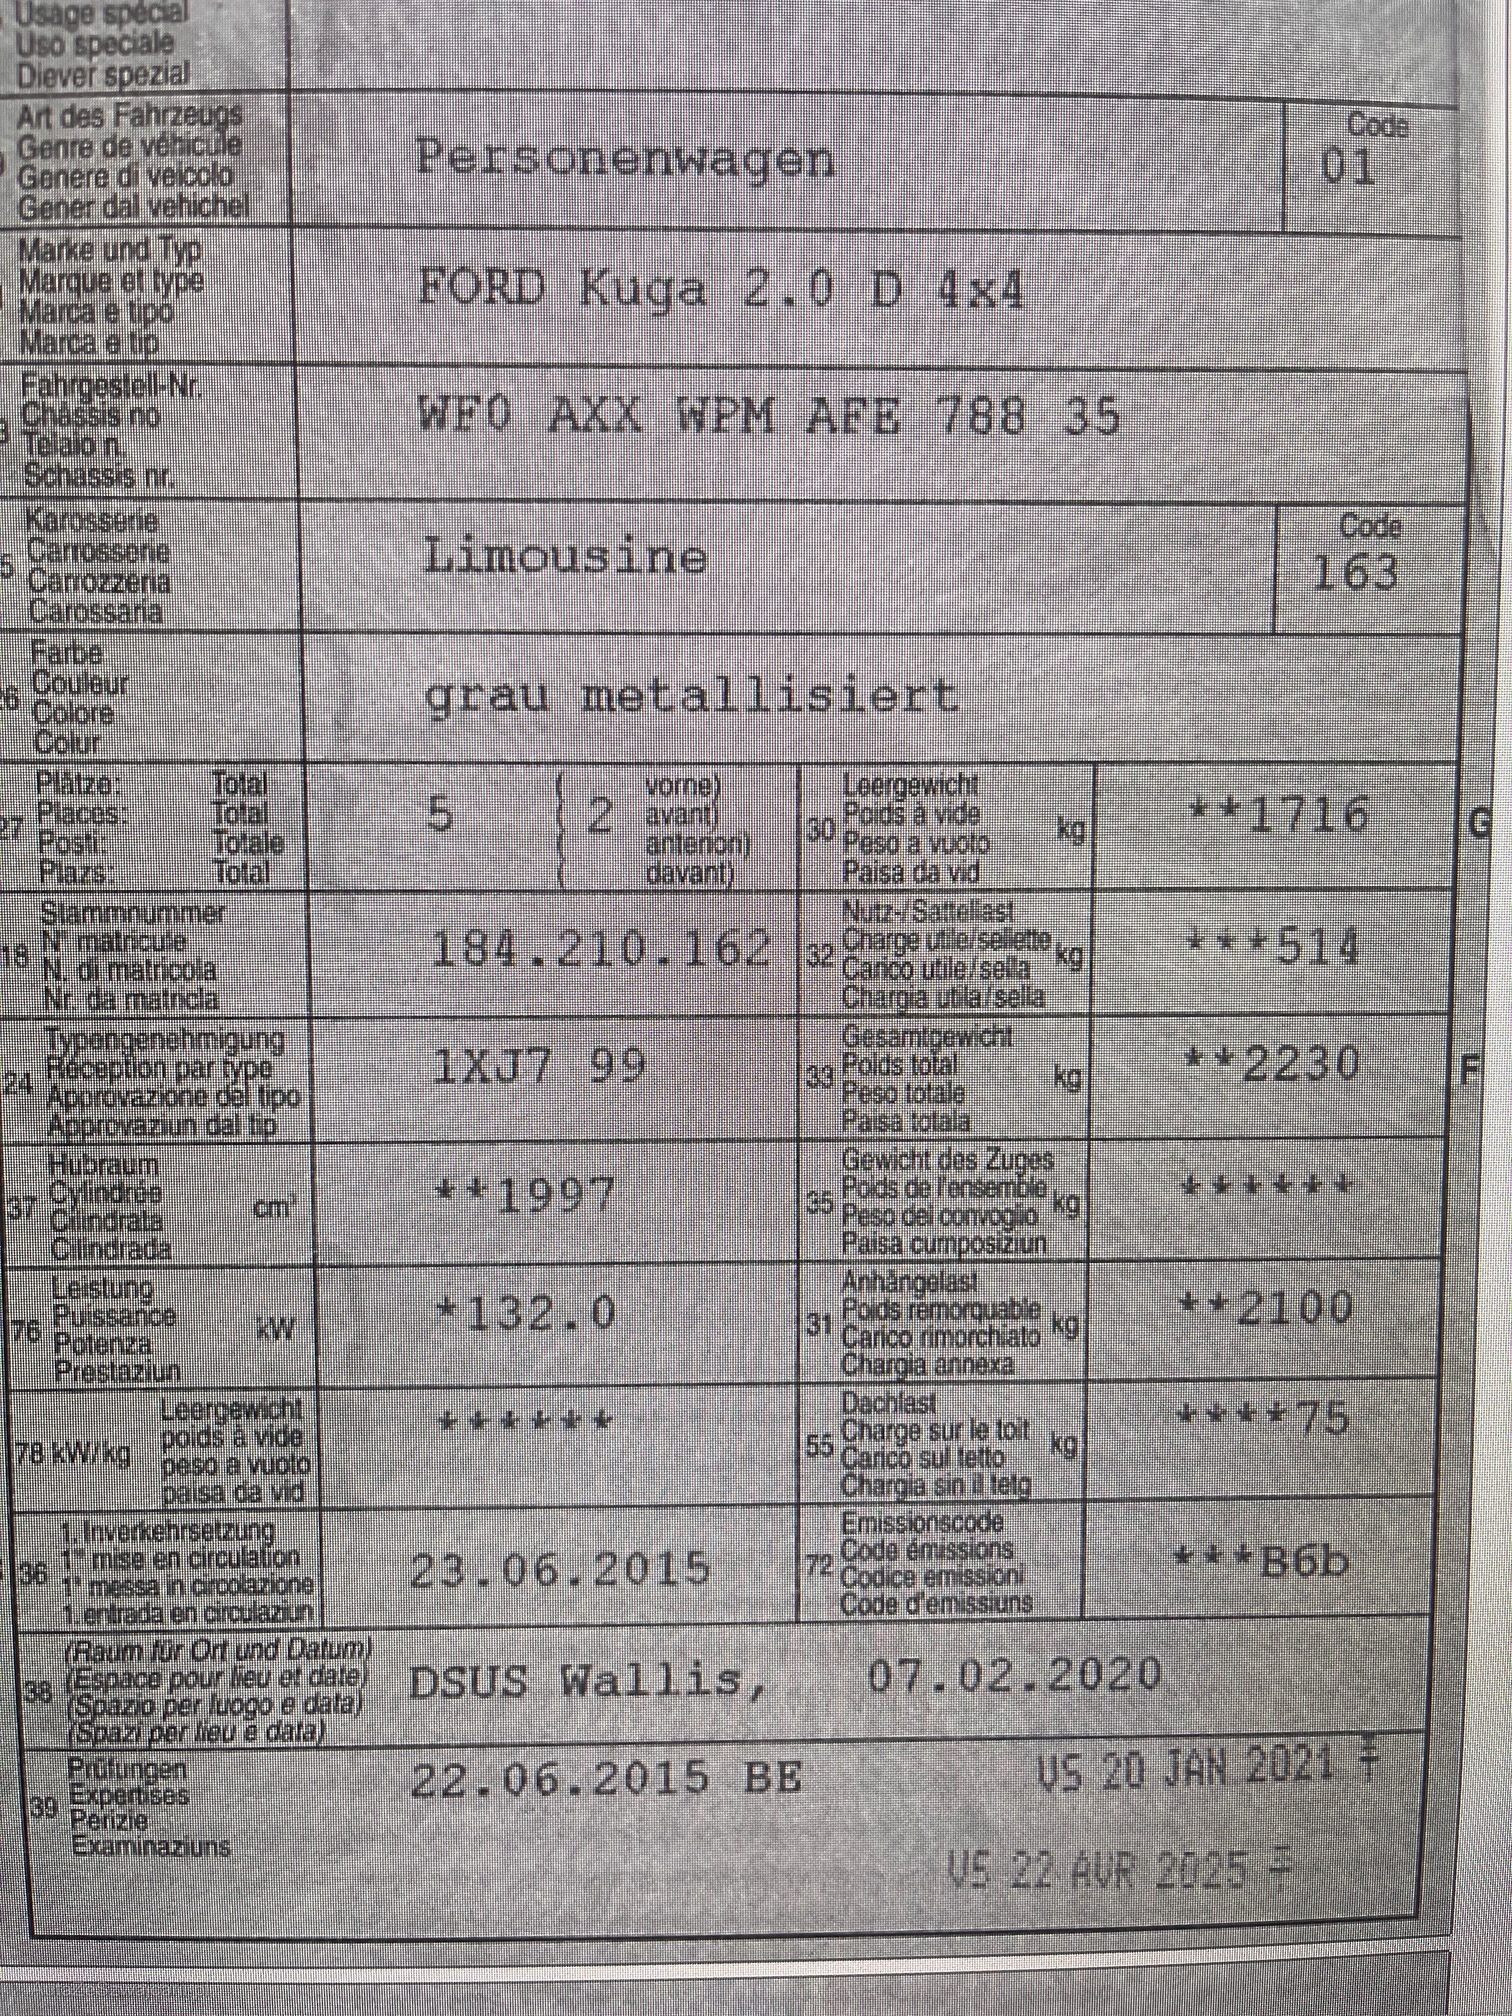 Usage spécial
Uso speciale
Diever spezial
Art des Fahrzeugs
Genre de véhicule
Genere di veicolo
Gener dal vehichel
Personenwagen
Code
01
Marke und Typ
Marque et type
Marca e tipo
Marca e tip
FORD Kuga 2.0 D 4x4
Fahrgestell-Nr.
Châssis no
Telaio n.
Schassis nr.
WF0 AXX WPM AFE 788 35
Karosserie
Carrosserie
Carrozzeria
Carossaria
Limousine
Code
163
Farbe
Couleur
Colore
Colur
grau metallisiert
Plätze: Total
Places: Total
Posti: Totale
Plazs: Total
5 ( 2 vorne)
avant)
anteriori)
davant)
30 Leergewicht
Poids à vide
Peso a vuoto
Paisa da vid
kg
**1716
G
18 Stammnummer
N° matricule
N. di matricola
Nr. da matricla
184.210.162
32 Nutz-/Sattellast
Charge utile/sellette
Carico utile/sella
Chargia utila/sella
kg
***514
24 Typengenehmigung
Réception par type
Approvazione del tipo
Approvaziun dal tip
1XJ7 99
33 Gesamtgewicht
Poids total
Peso totale
Paisa totala
kg
**2230
F
37 Hubraum
Cylindrée
Cilindrata
Cilindrada
cm³
**1997
35 Gewicht des Zuges
Poids de l'ensemble
Peso del convoglio
Paisa cumposiziun
kg
******
76 Leistung
Puissance
Potenza
Prestaziun
kW
*132.0
31 Anhängelast
Poids remorquable
Carico rimorchiato
Chargia annexa
kg
**2100
78 kW/kg
Leergewicht
poids à vide
peso a vuoto
paisa da vid
******
55 Dachlast
Charge sur le toit
Carico sul tetto
Chargia sin il tetg
kg
****75
36 1. Inverkehrsetzung
1re mise en circulation
1a messa in circolazione
1. entrada en circulaziun
23.06.2015
72 Emissionscode
Code émissions
Codice emissioni
Code d'emissiuns
***B6b
38 (Raum für Ort und Datum)
(Espace pour lieu et date)
(Spazio per luogo e data)
(Spazi per lieu e data)
DSUS Wallis, 07.02.2020
39 Prüfungen
Expertises
Perizie
Examinaziuns
22.06.2015 BE
VS 20 JAN 2021
VS 22 AVR 2025